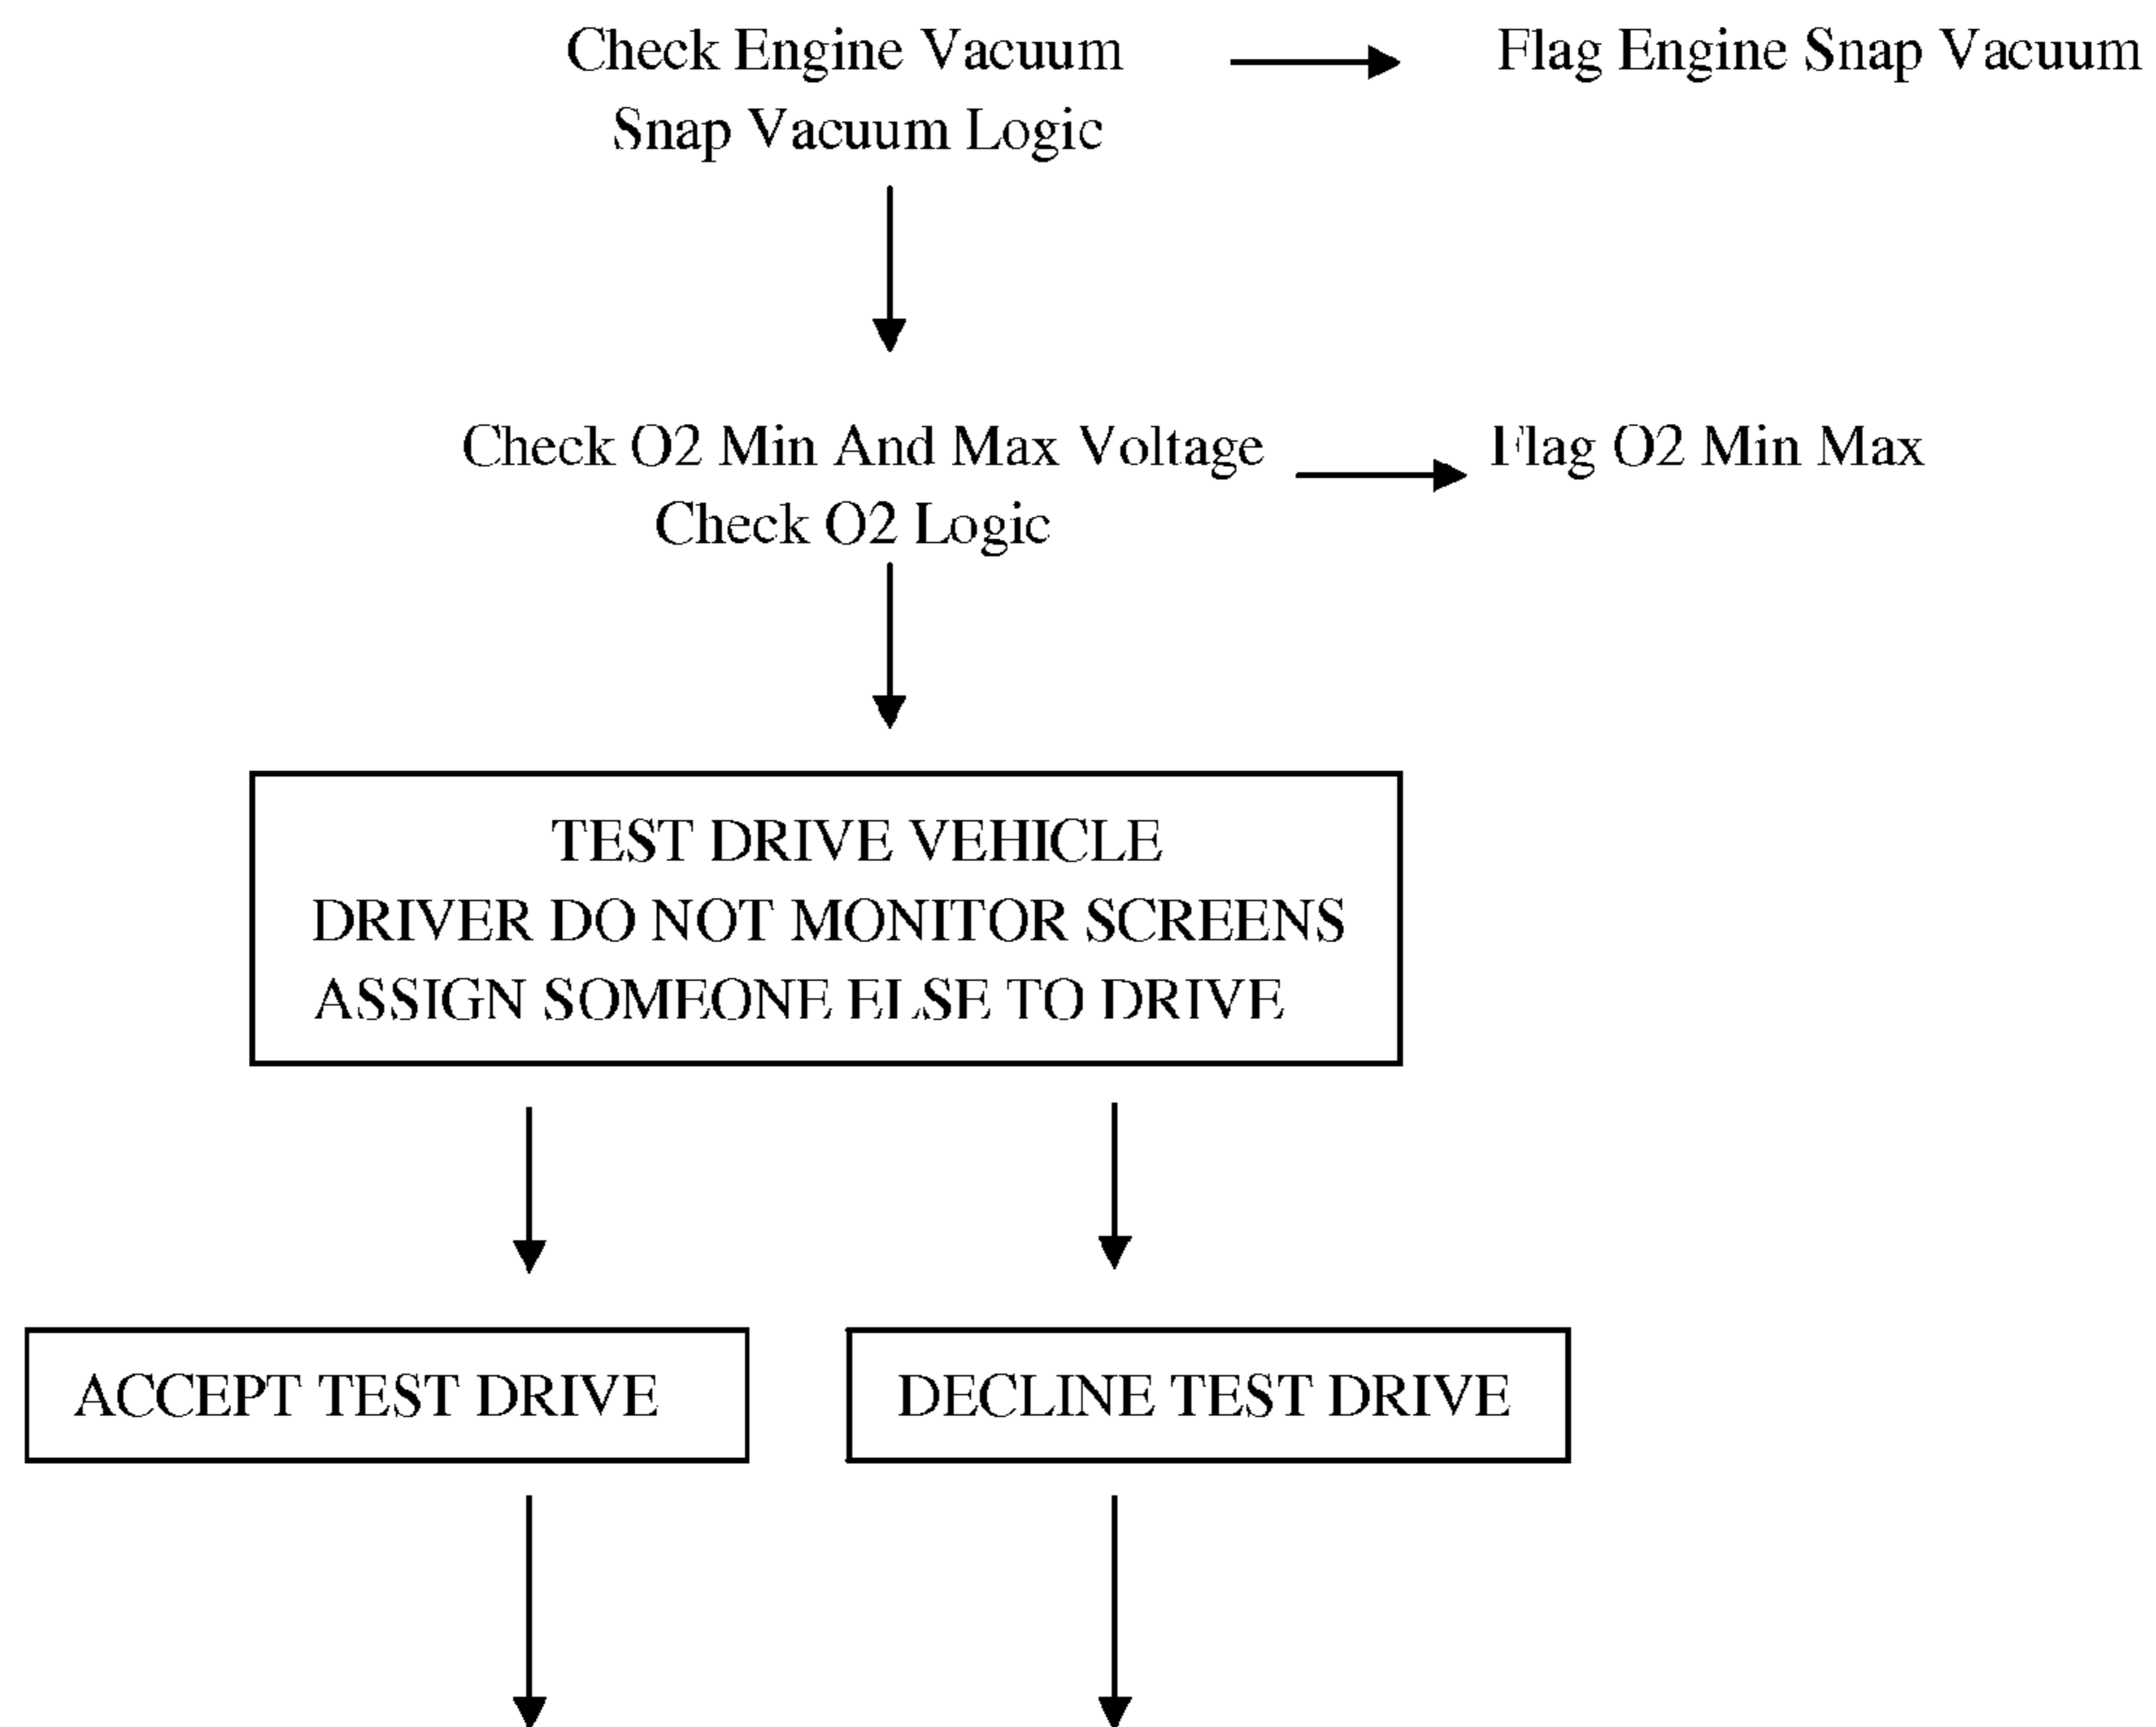 Check Engine Vacuum
Flag Engine Snap Vacuum
Snap Vacuum Logic
Check O2 Min And Max Voltage
Flag O2 Min Max
Check O2 Logic
TEST DRIVE VEHICLE
DRIVER DO NOT MONITOR SCREENS
ASSIGN SOMEONE ELSE TO DRIVE
ACCEPT TEST DRIVE
DECLINE TEST DRIVE